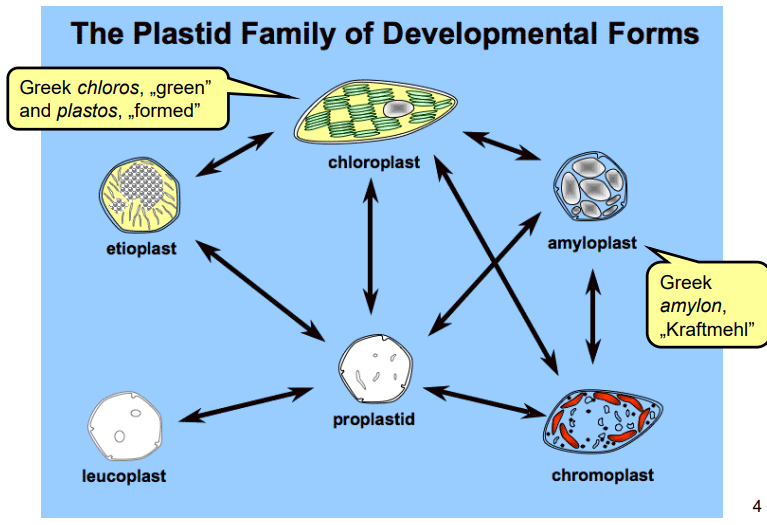 The Plastid Family of Developmental Forms
Greek chloros, „green”
and plastos, „formed”
chloroplast
etioplast
amyloplast
Greek
amylon,
„Kraftmehl”
proplastid
leucoplast
chromoplast
4